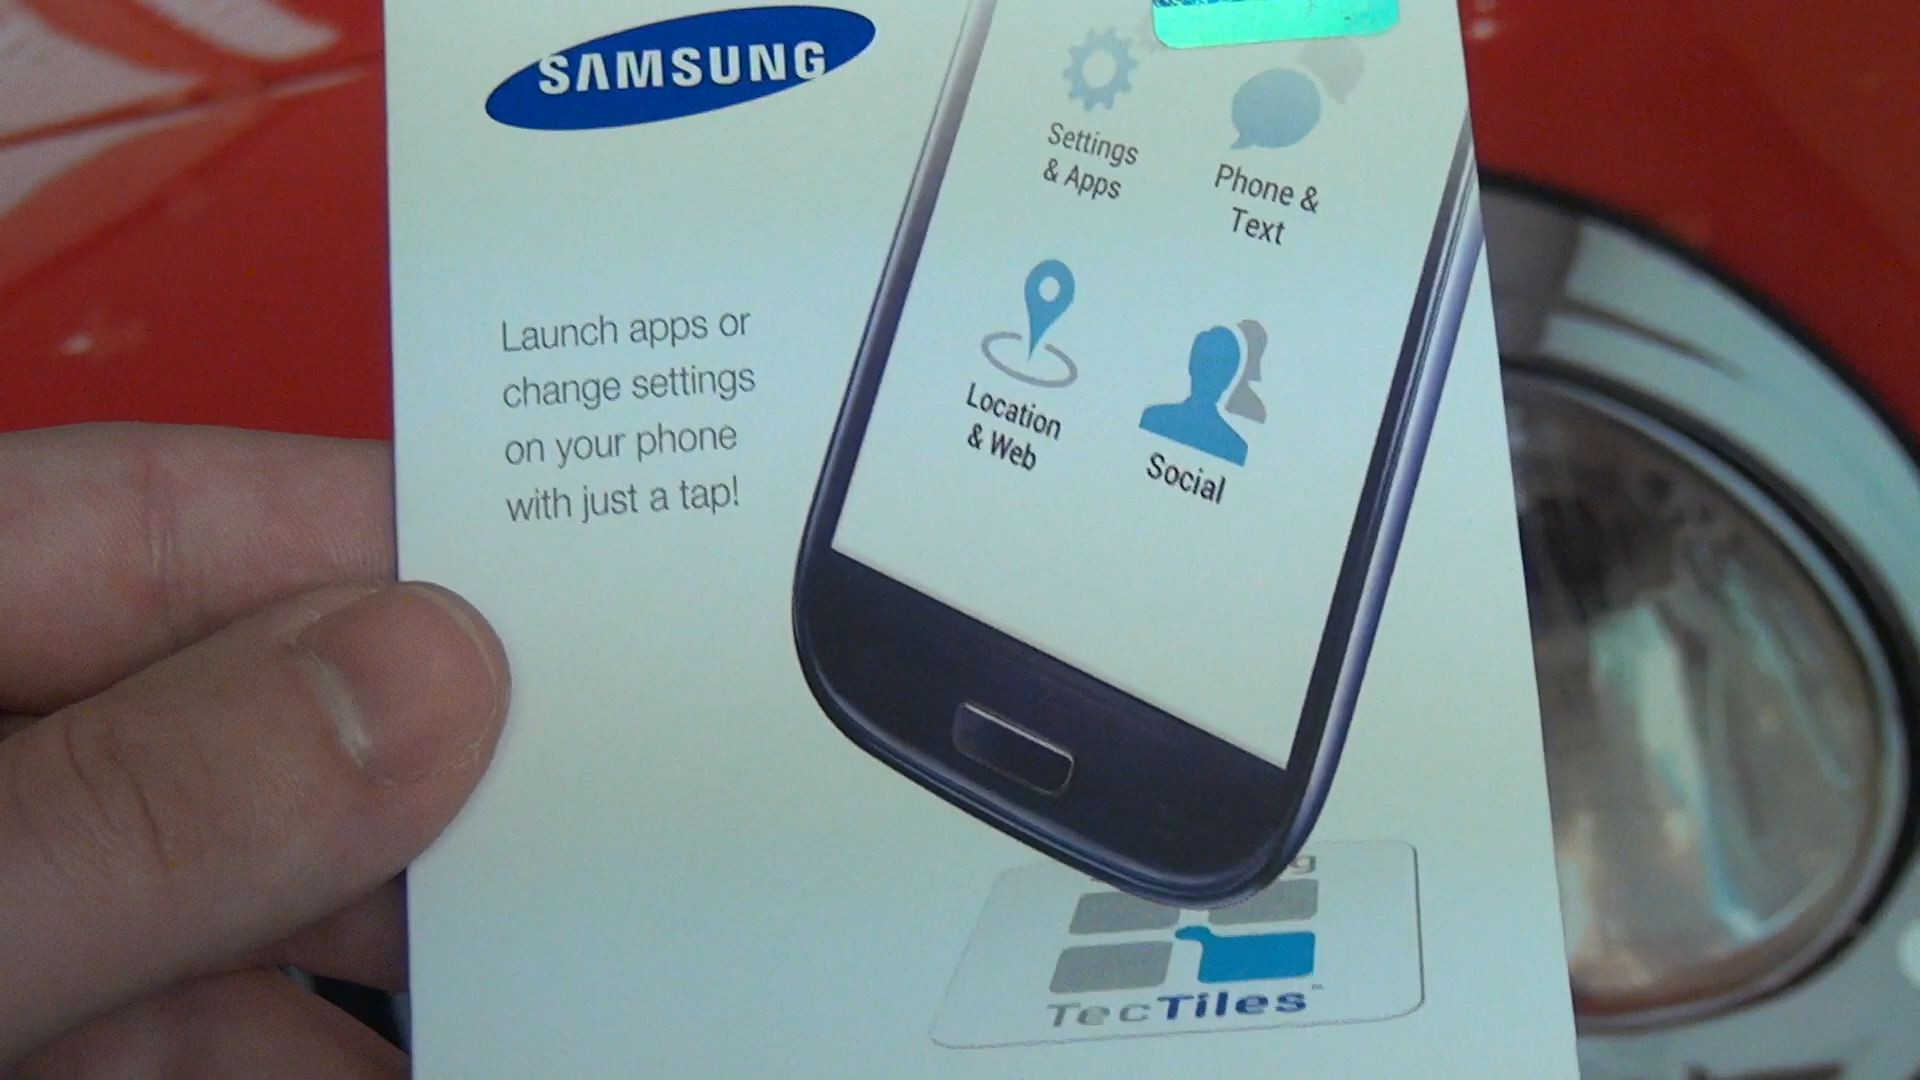 SAMSUNG
Settings
& Apps
Phone &
Text
Location
& Web
Social
Launch apps or
change settings
on your phone
with just a tap!
TecTiles™